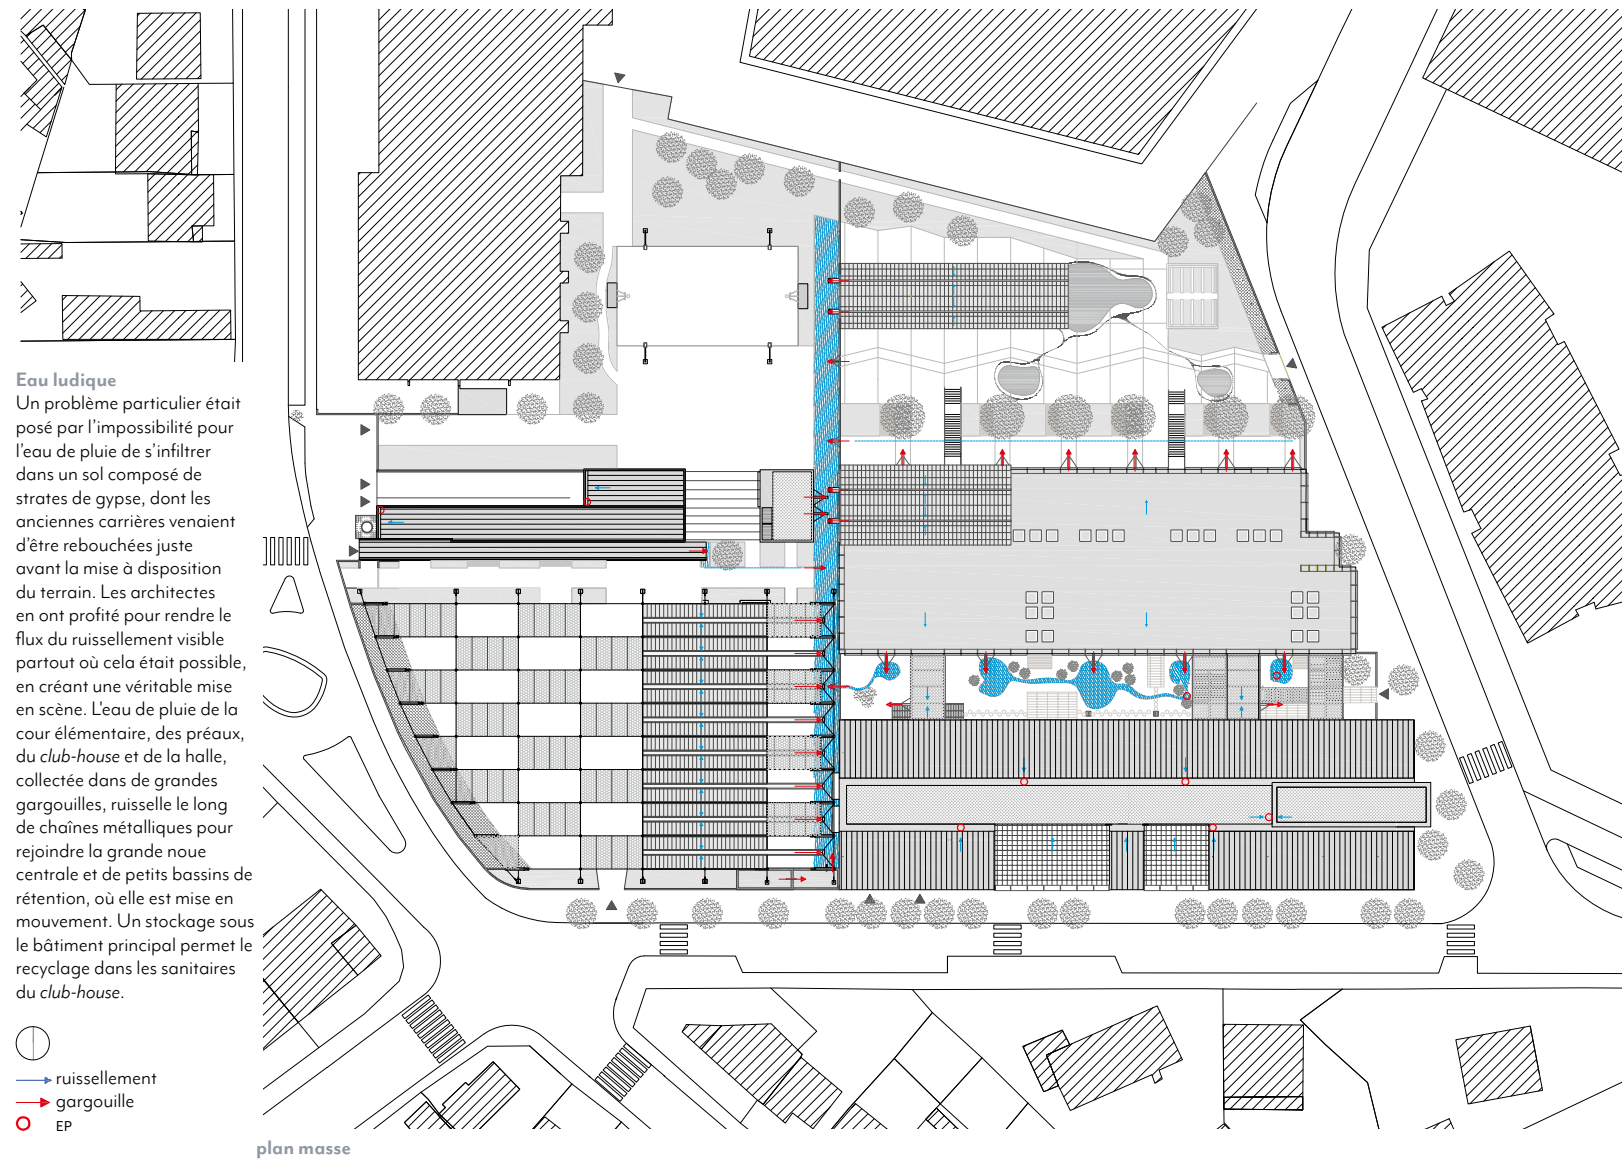 Eau ludique
Un problème particulier était
posé par l’impossibilité pour
l’eau de pluie de s’infiltrer
dans un sol composé de
strates de gypse, dont les
anciennes carrières venaient
d’être rebouchées juste
avant la mise à disposition
du terrain. Les architectes
en ont profité pour rendre le
flux du ruissellement visible
partout où cela était possible,
en créant une véritable mise
en scène. L'eau de pluie de la
cour élémentaire, des préaux,
du club-house et de la halle,
collectée dans de grandes
gargouilles, ruisselle le long
de chaînes métalliques pour
rejoindre la grande noue
centrale et de petits bassins de
rétention, où elle est mise en
mouvement. Un stockage sous
le bâtiment principal permet le
recyclage dans les sanitaires
du club-house.
ruissellement
gargouille
EP
plan masse